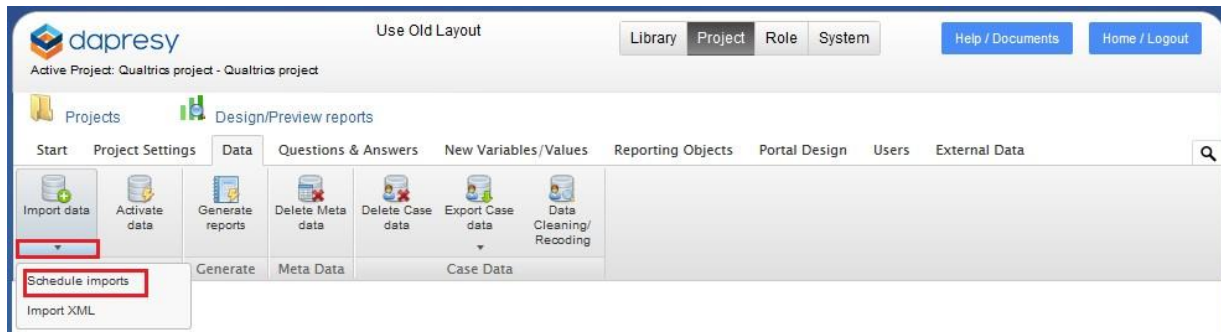 dapresy
Use Old Layout
Library Project Role System
Help / Documents
Home / Logout
Active Project: Qualtrics project - Qualtrics project
Projects
Design/Preview reports
Start Project Settings Data Questions & Answers New Variables/Values Reporting Objects Portal Design Users External Data
Import data
Activate
data
Generate
reports
Delete Meta
data
Delete Case
data
Export Case
data
Data
Cleaning/
Recoding
Generate
Meta Data
Case Data
Schedule imports
Import XML